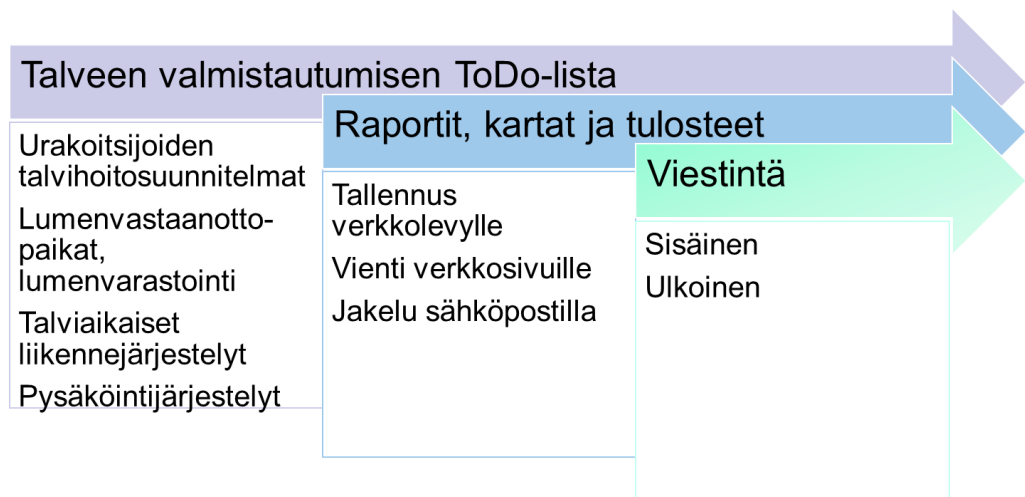 Talveen valmistautumisen ToDo-lista
Urakoitsijoiden
talvihoitosuunnitelmat
Lumenvastaanotto-
paikat,
lumenvarastointi
Talviaikaiset
liikennejärjestelyt
Pysäköintijärjestelyt
Raportit, kartat ja tulosteet
Tallennus
verkkolevylle
Vienti verkkosivuille
Jakelu sähköpostilla
Viestintä
Sisäinen
Ulkoinen